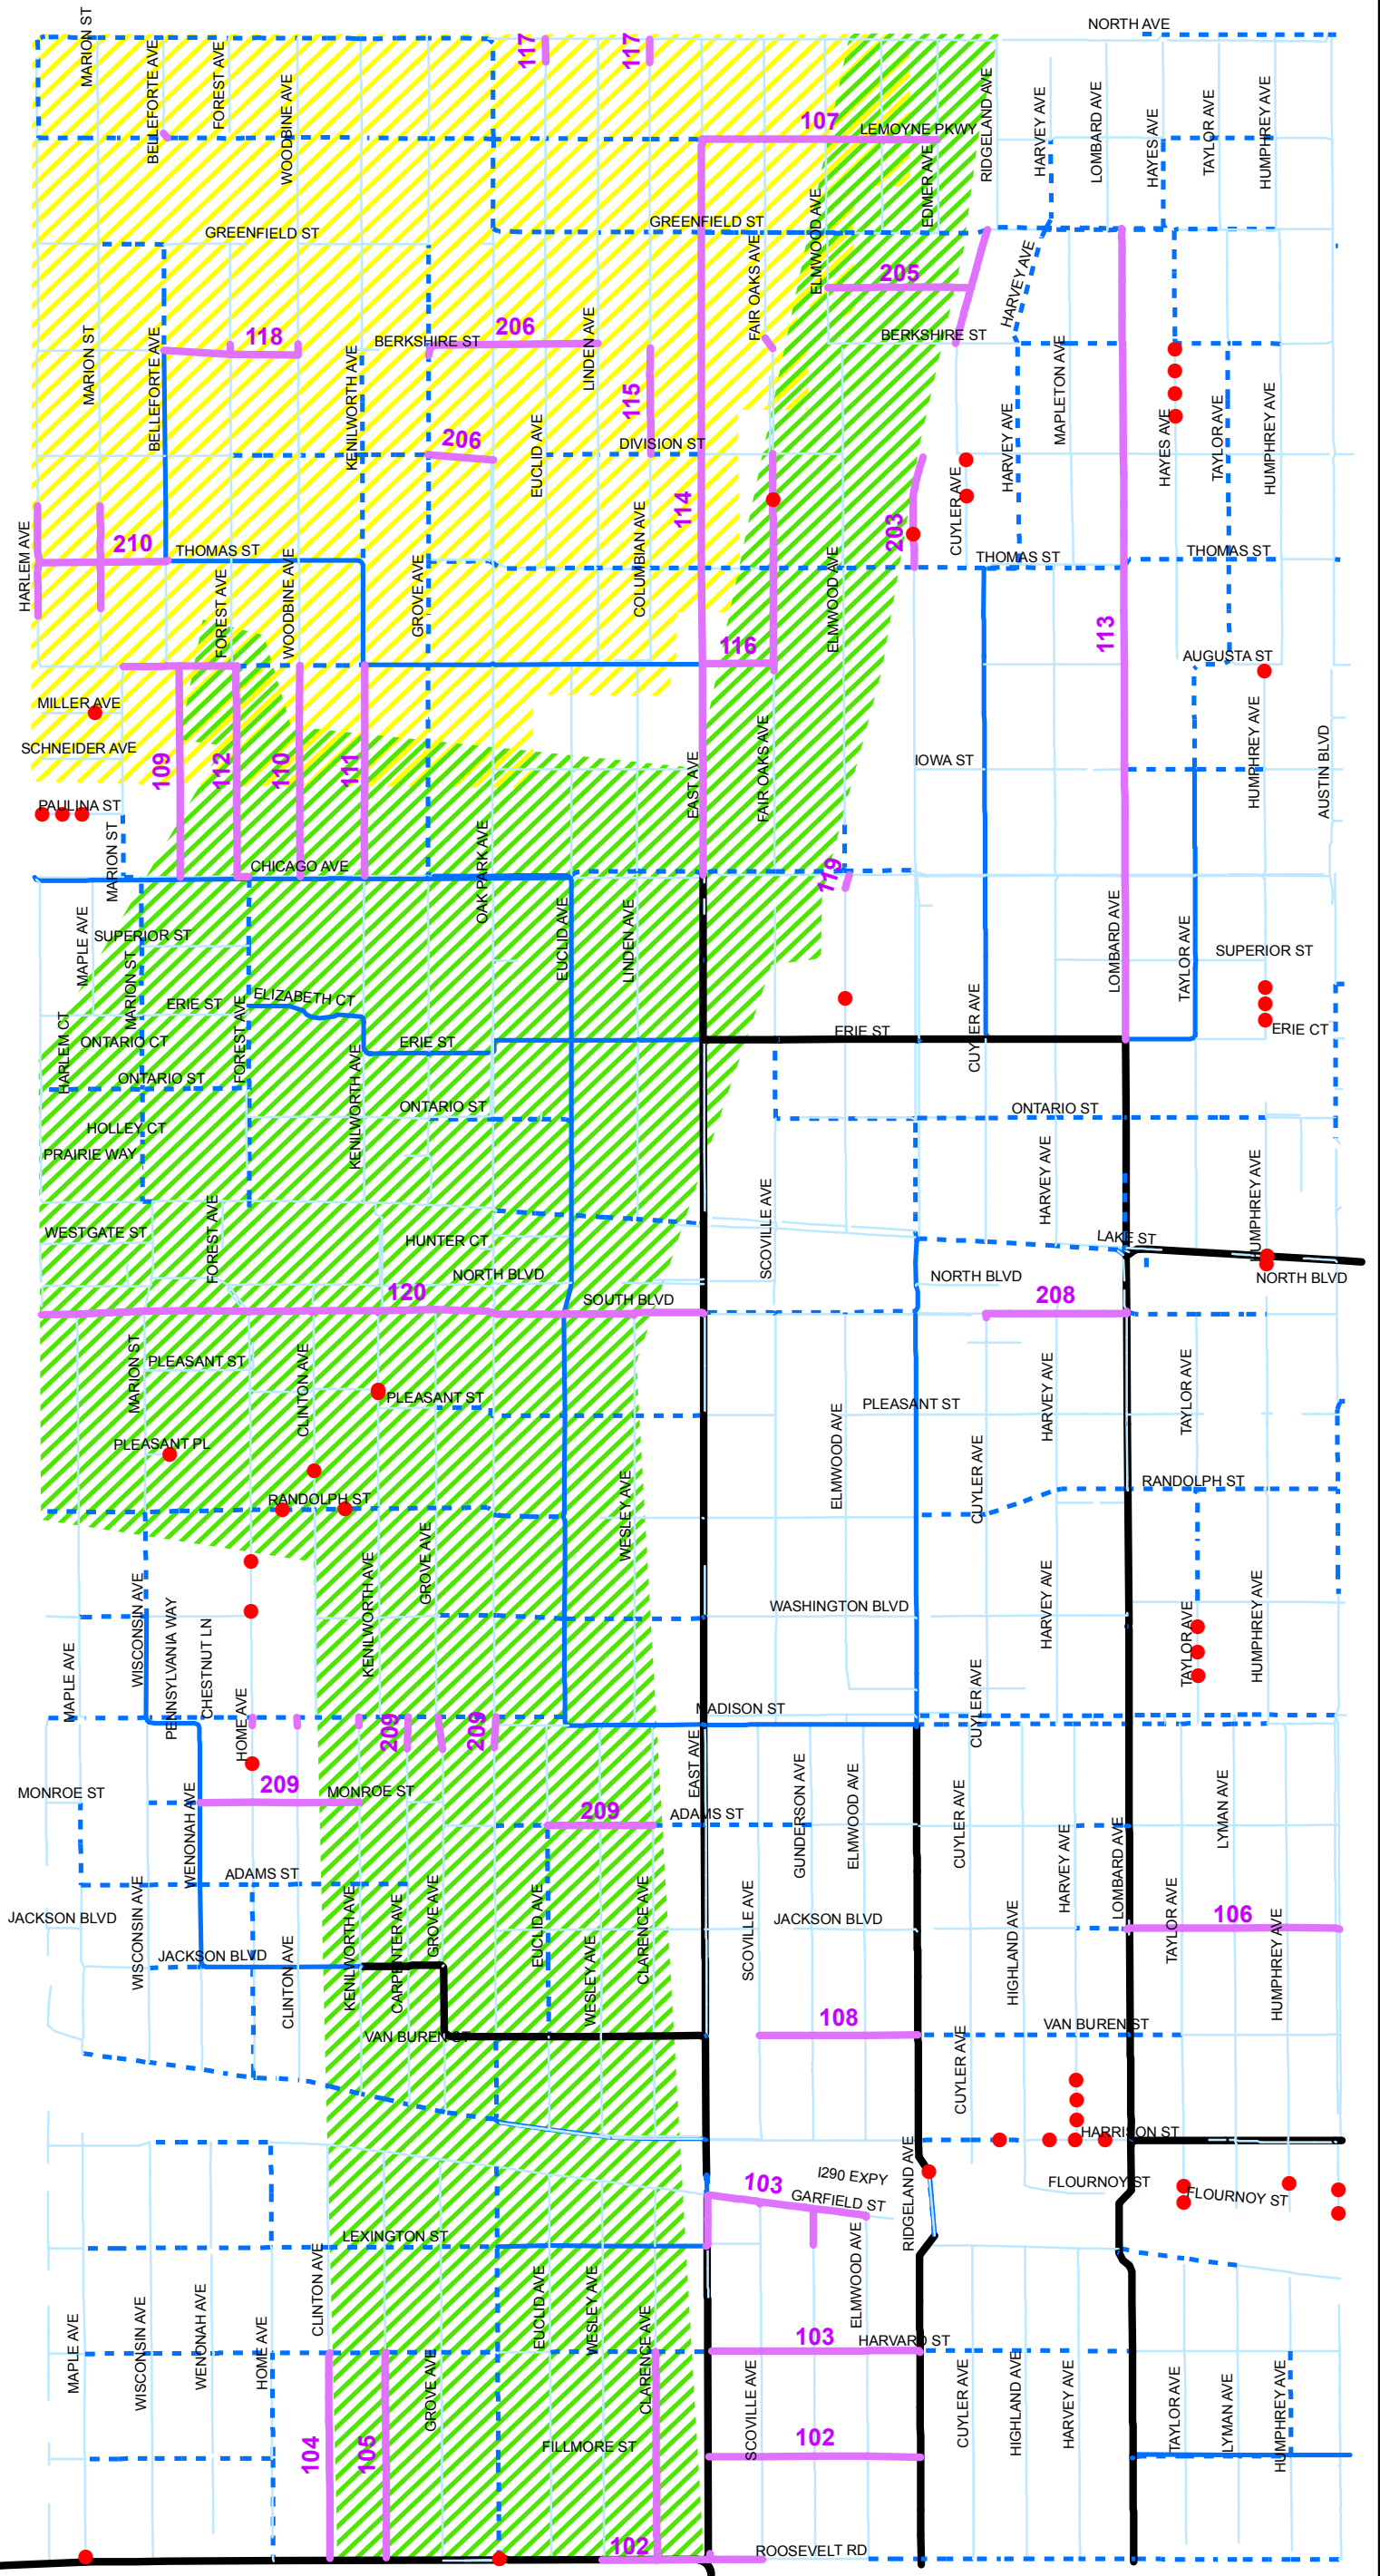 NORTH AVE
MARION ST
BELLEFORTE AVE
FOREST AVE
WOODBINE AVE
117
117
RIDGELAND AVE
HARVEY AVE
LOMBARD AVE
HAYES AVE
TAYLOR AVE
HUMPHREY AVE
107
LEMOYNE PKWY
EDMER AVE
ELMWOOD AVE
GREENFIELD ST
GREENFIELD ST
FAIR OAKS AVE
HARVEY AVE
205
MARION ST
BELLEFORTE AVE
118
KENILWORTH AVE
BERKSHIRE ST
206
LINDEN AVE
BERKSHIRE ST
MAPLETON AVE
115
206
EUCLID AVE
DIVISION ST
HARVEY AVE
HAYES AVE
TAYLOR AVE
HUMPHREY AVE
114
CUYLER AVE
203
HARLEM AVE
210
THOMAS ST
FOREST AVE
WOODBINE AVE
GROVE AVE
COLUMBIAN AVE
ELMWOOD AVE
THOMAS ST
THOMAS ST
116
113
AUGUSTA ST
MILLER AVE
SCHNEIDER AVE
109
112
110
111
EAST AVE
FAIR OAKS AVE
IOWA ST
HUMPHREY AVE
AUSTIN BLVD
PAULINA ST
MARION ST
CHICAGO AVE
OAK PARK AVE
119
MAPLE AVE
SUPERIOR ST
MARION ST
EUCLID AVE
LINDEN AVE
LOMBARD AVE
TAYLOR AVE
SUPERIOR ST
ERIE ST
ELIZABETH CT
FOREST AVE
HARLEM CT
ONTARIO CT
ERIE ST
ERIE ST
CUYLER AVE
ERIE CT
ONTARIO ST
KENILWORTH AVE
ONTARIO ST
ONTARIO ST
HOLLEY CT
PRAIRIE WAY
HARVEY AVE
HUMPHREY AVE
WESTGATE ST
FOREST AVE
HUNTER CT
SCOVILLE AVE
LAKE ST
NORTH BLVD
NORTH BLVD
NORTH BLVD
120
SOUTH BLVD
208
MARION ST
PLEASANT ST
CLINTON AVE
PLEASANT ST
PLEASANT ST
HARVEY AVE
TAYLOR AVE
PLEASANT PL
ELMWOOD AVE
CUYLER AVE
RANDOLPH ST
RANDOLPH ST
WESLEY AVE
GROVE AVE
KENILWORTH AVE
WISCONSIN AVE
PENNSYLVANIA WAY
CHESTNUT LN
MAPLE AVE
WASHINGTON BLVD
HARVEY AVE
TAYLOR AVE
HUMPHREY AVE
HOME AVE
209
209
MADISON ST
CUYLER AVE
EAST AVE
MONROE ST
WENONAH AVE
209
MONROE ST
209
ADAMS ST
GUNDERSON AVE
ELMWOOD AVE
CUYLER AVE
HARVEY AVE
LOMBARD AVE
LYMAN AVE
ADAMS ST
JACKSON BLVD
WISCONSIN AVE
JACKSON BLVD
CLINTON AVE
KENILWORTH AVE
CARPENTER AVE
GROVE AVE
EUCLID AVE
WESLEY AVE
CLARENCE AVE
SCOVILLE AVE
JACKSON BLVD
HIGHLAND AVE
TAYLOR AVE
106
HUMPHREY AVE
VAN BUREN ST
108
CUYLER AVE
VAN BUREN ST
HARRISON ST
RIDGELAND AVE
I290 EXPY
103
GARFIELD ST
FLOURNOY ST
FLOURNOY ST
LEXINGTON ST
CLINTON AVE
ELMWOOD AVE
MAPLE AVE
WISCONSIN AVE
WENONAH AVE
HOME AVE
EUCLID AVE
WESLEY AVE
CLARENCE AVE
103
HARVARD ST
GROVE AVE
SCOVILLE AVE
CUYLER AVE
HIGHLAND AVE
HARVEY AVE
TAYLOR AVE
LYMAN AVE
HUMPHREY AVE
104
105
FILLMORE ST
102
102
ROOSEVELT RD